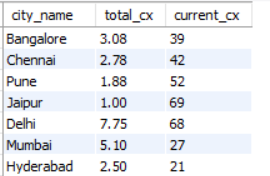 city_name total_cx current_cx
Bangalore 3.08 39
Chennai 2.78 42
Pune 1.88 52
Jaipur 1.00 69
Delhi 7.75 68
Mumbai 5.10 27
Hyderabad 2.50 21